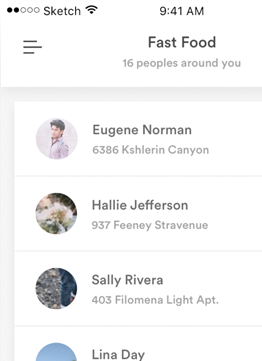 Sketch 9:41 AM
Fast Food
16 peoples around you
Eugene Norman
6386 Kshlerin Canyon
Hallie Jefferson
937 Feeney Stravenue
Sally Rivera
403 Filomena Light Apt.
Lina Day